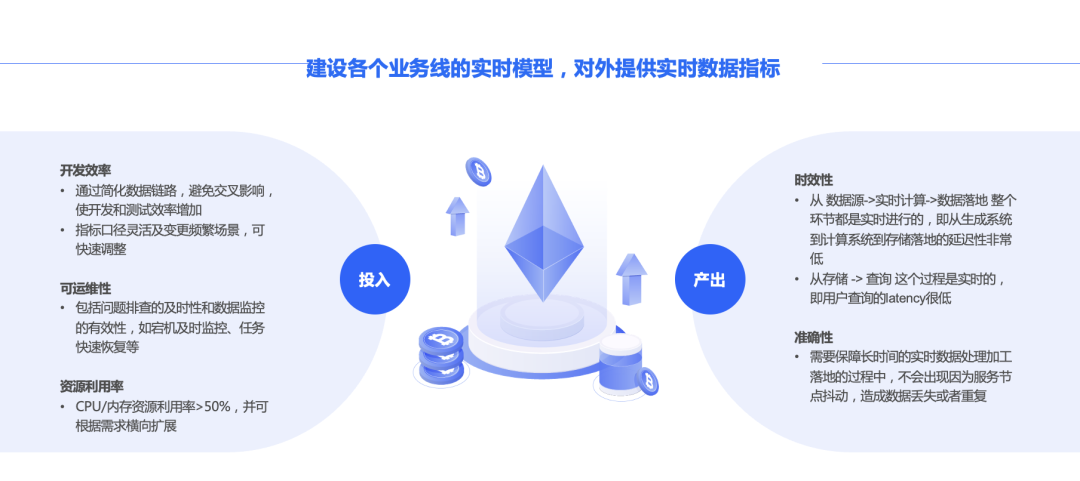 建设各个业务线的实时模型，对外提供实时数据指标
开发效率
• 通过简化数据链路，避免交叉影响，
使开发和测试效率增加
• 指标口径灵活及变更频繁场景，可
快速调整
可运维性
• 包括问题排查的及时性和数据监控
的有效性，如宕机及时监控、任务
快速恢复等
资源利用率
• CPU/内存资源利用率>50%，并可
根据需求横向扩展
投入
产出
时效性
• 从 数据源->实时计算->数据落地 整个
环节都是实时进行的，即从生成系统
到计算系统到存储落地的延迟性非常
低
• 从存储 -> 查询 这个过程是实时的，
即用户查询的latency很低
准确性
• 需要保障长时间的实时数据处理加工
落地的过程中，不会出现因为服务节
点抖动，造成数据丢失或者重复